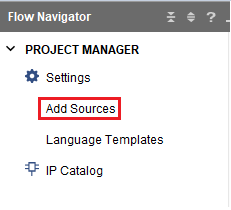 Flow Navigator ?
PROJECT MANAGER
Settings
Add Sources
Language Templates
IP Catalog